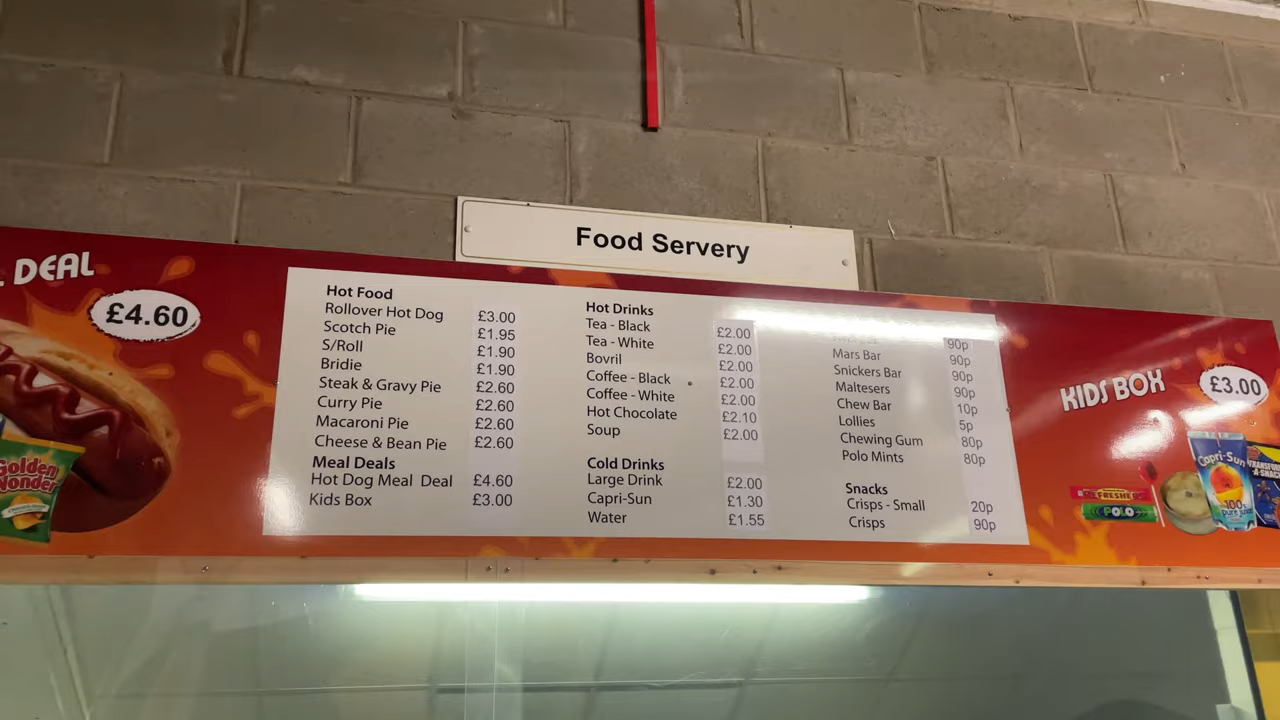 Food Servery
DEAL
£4.60
Golden
Wonder
Hot Food
Rollover Hot Dog £3.00
Scotch Pie £1.95
S/Roll £1.90
Bridie £1.90
Steak & Gravy Pie £2.60
Curry Pie £2.60
Macaroni Pie £2.60
Cheese & Bean Pie £2.60
Meal Deals
Hot Dog Meal Deal £4.60
Kids Box £3.00
Hot Drinks
Tea - Black £2.00
Tea - White £2.00
Bovril £2.00
Coffee - Black £2.00
Coffee - White £2.00
Hot Chocolate £2.10
Soup £2.00
Cold Drinks
Large Drink £2.00
Capri-Sun £1.30
Water £1.55
90p
Mars Bar 90p
Snickers Bar 90p
Maltesers 90p
Chew Bar 10p
Lollies 5p
Chewing Gum 80p
Polo Mints 80p
Snacks
Crisps - Small 20p
Crisps 90p
KIDS BOX
£3.00
REFRESHERS
POLO
Capri-Sun
100%